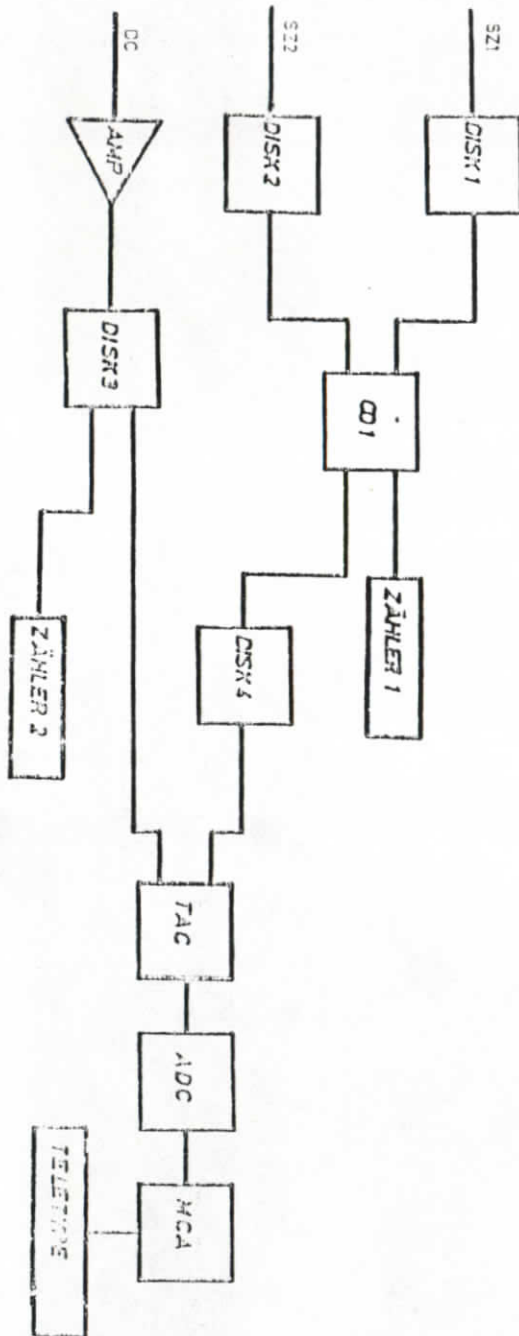 SZ1
DISK 1
SZ2
DISK 2
DC
AMP
DISK 3
ZÄHLER 1
ZÄHLER 2
DISK 4
TAC
ADC
MCA
TELETYPE